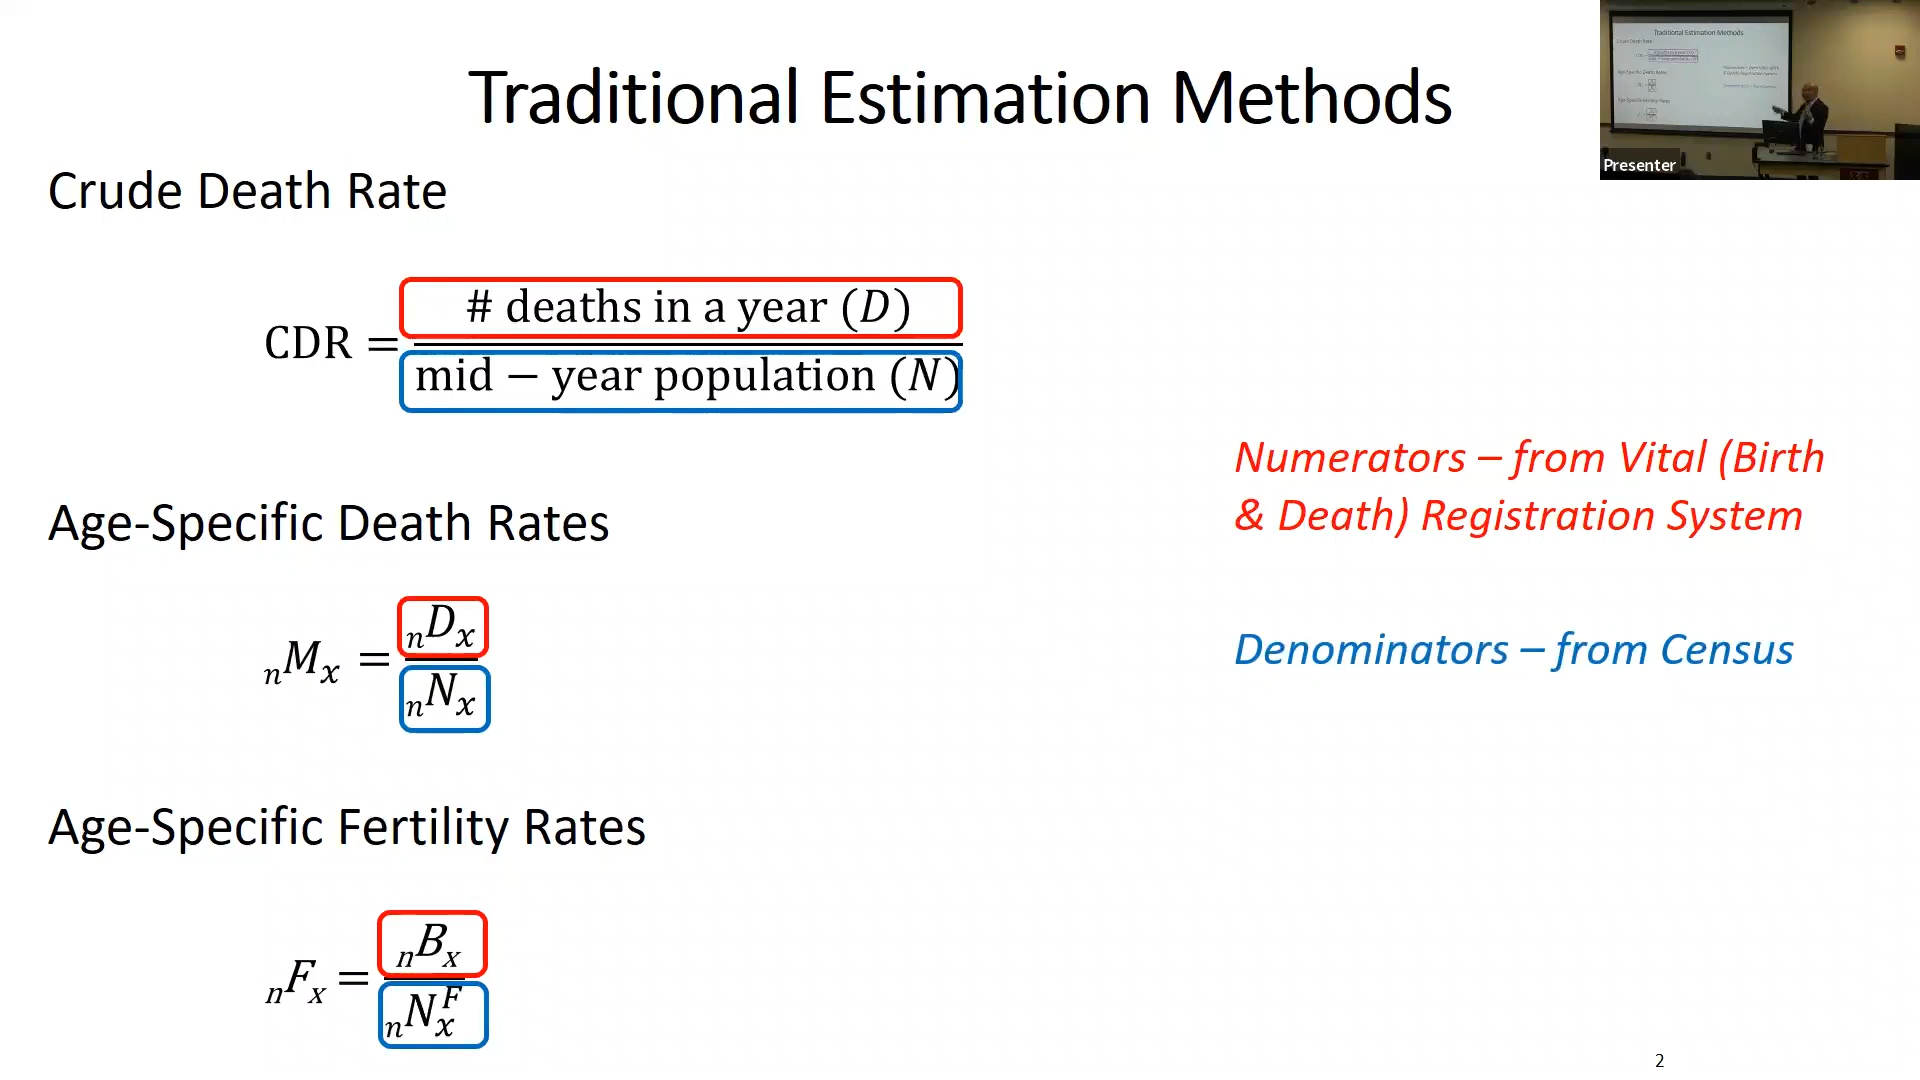 Traditional Estimation Methods
Presenter
Crude Death Rate
CDR = # deaths in a year (D) / mid − year population (N)
Numerators – from Vital (Birth
& Death) Registration System
Age-Specific Death Rates
nMx = nDx / nNx
Denominators – from Census
Age-Specific Fertility Rates
nFx = nBx / nN^F_x
2